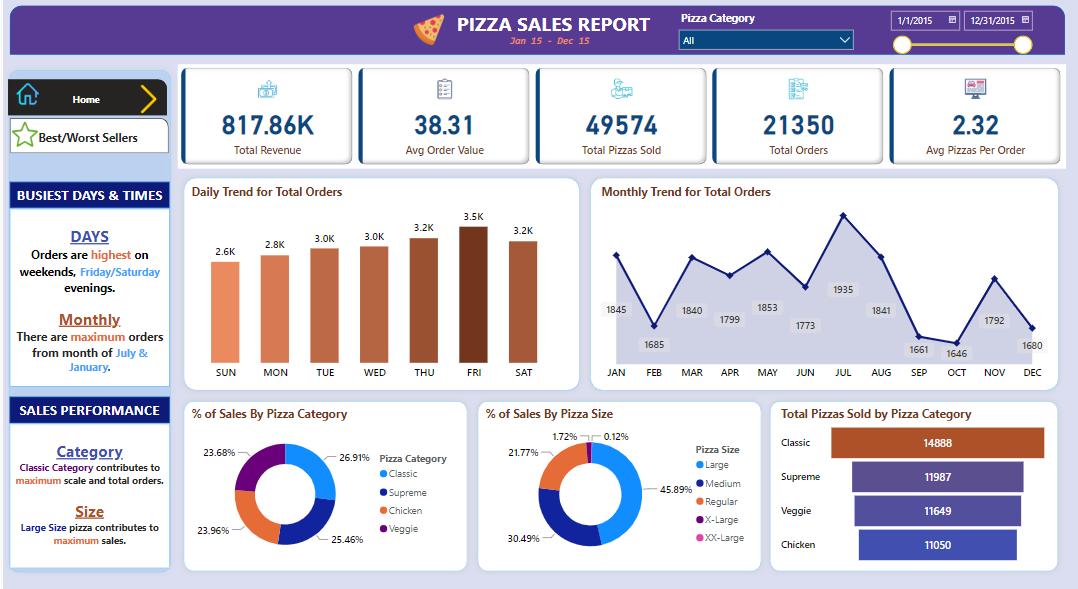 PIZZA SALES REPORT
Jan 15 - Dec 15
Pizza Category
All
1/1/2015
12/31/2015
Home
Best/Worst Sellers
817.86K
Total Revenue
38.31
Avg Order Value
49574
Total Pizzas Sold
21350
Total Orders
2.32
Avg Pizzas Per Order
BUSIEST DAYS & TIMES
DAYS
Orders are highest on
weekends, Friday/Saturday
evenings.
Monthly
There are maximum orders
from month of July &
January.
SALES PERFORMANCE
Category
Classic Category contributes to
maximum scale and total orders.
Size
Large Size pizza contributes to
maximum sales.
Daily Trend for Total Orders
2.6K
2.8K
3.0K
3.0K
3.2K
3.5K
3.2K
SUN MON TUE WED THU FRI SAT
Monthly Trend for Total Orders
1845
1685
1840
1799
1853
1773
1935
1841
1661
1646
1792
1680
JAN FEB MAR APR MAY JUN JUL AUG SEP OCT NOV DEC
% of Sales By Pizza Category
23.68%
26.91%
23.96%
25.46%
Pizza Category
Classic
Supreme
Chicken
Veggie
% of Sales By Pizza Size
1.72%
0.12%
21.77%
45.89%
30.49%
Pizza Size
Large
Medium
Regular
X-Large
XX-Large
Total Pizzas Sold by Pizza Category
Classic 14888
Supreme 11987
Veggie 11649
Chicken 11050